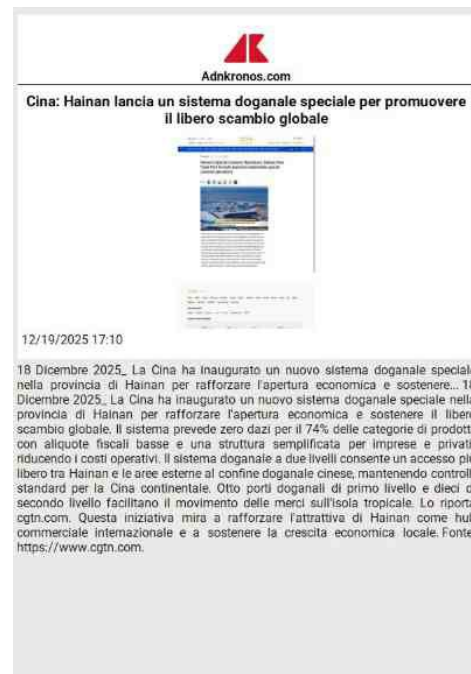 Adnkronos.com
Cina: Hainan lancia un sistema doganale speciale per promuovere
il libero scambio globale
12/19/2025 17:10
18 Dicembre 2025_ La Cina ha inaugurato un nuovo sistema doganale speciale
nella provincia di Hainan per rafforzare l'apertura economica e sostenere... 18
Dicembre 2025_ La Cina ha inaugurato un nuovo sistema doganale speciale nella
provincia di Hainan per rafforzare l'apertura economica e sostenere il libero
scambio globale. Il sistema prevede zero dazi per il 74% delle categorie di prodotti
con aliquote fiscali basse e una struttura semplificata per imprese e privati
riducendo i costi operativi. Il sistema doganale a due livelli consente un accesso più
libero tra Hainan e le aree esterne al confine doganale cinese, mantenendo controlli
standard per la Cina continentale. Otto porti doganali di primo livello e dieci di
secondo livello facilitano il movimento delle merci sull'isola tropicale. Lo riporta
cgtn.com. Questa iniziativa mira a rafforzare l'attrattiva di Hainan come hub
commerciale internazionale e a sostenere la crescita economica locale. Fonte
https://www.cgtn.com.